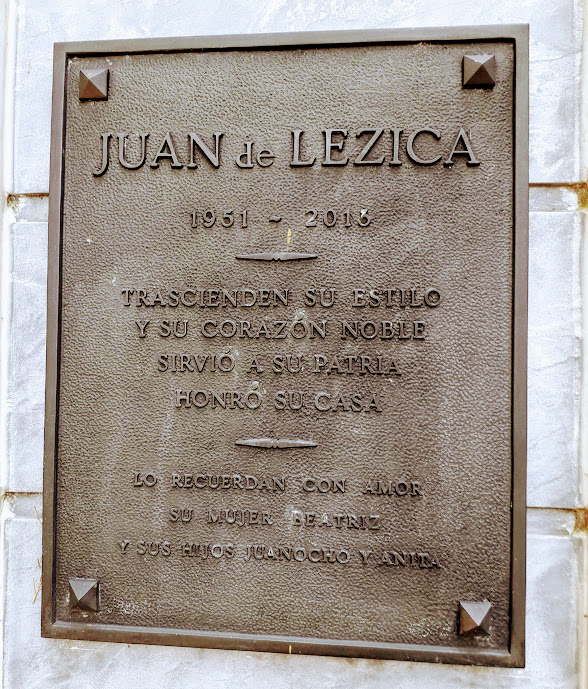 JUAN de LEZICA
1951 ~ 2013
TRASCIENDEN SU ESTILO
Y SU CORAZÓN NOBLE
SIRVIÓ A SU PATRIA
HONRÓ SU CASA
LO RECUERDAN CON AMOR
SU MUJER BEATRIZ
Y SUS HIJOS JUANOCHO Y ANITA